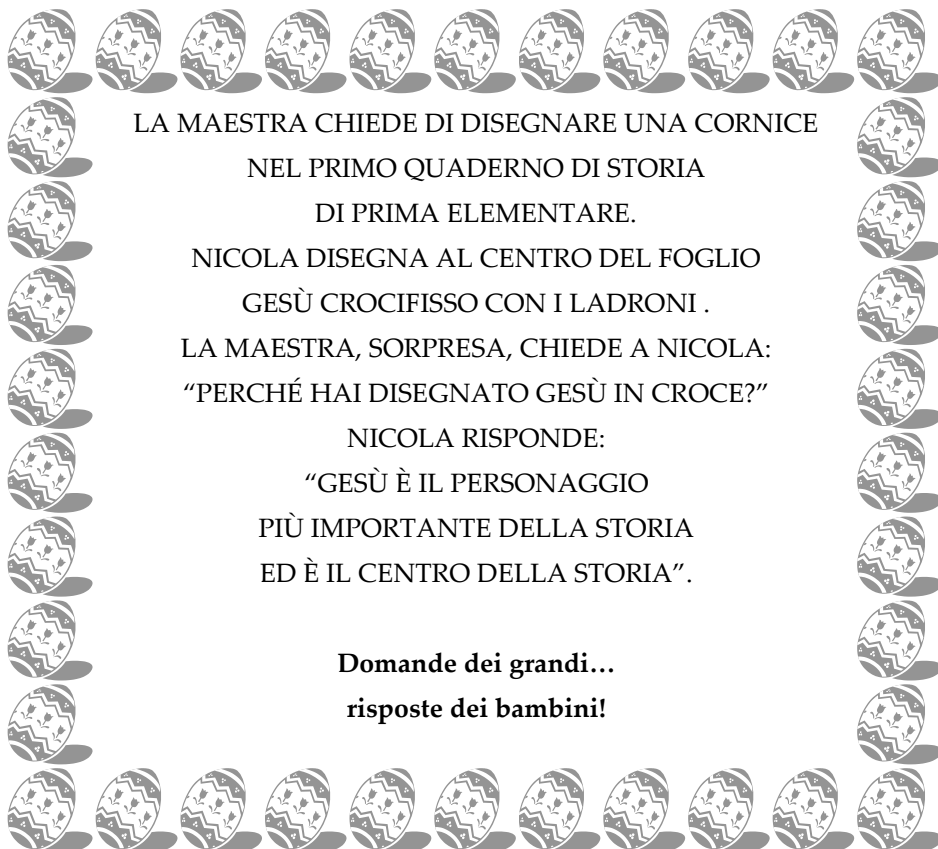 LA MAESTRA CHIEDE DI DISEGNARE UNA CORNICE
NEL PRIMO QUADERNO DI STORIA
DI PRIMA ELEMENTARE.
NICOLA DISEGNA AL CENTRO DEL FOGLIO
GESÙ CROCIFISSO CON I LADRONI .
LA MAESTRA, SORPRESA, CHIEDE A NICOLA:
“PERCHÉ HAI DISEGNATO GESÙ IN CROCE?”
NICOLA RISPONDE:
“GESÙ È IL PERSONAGGIO
PIÙ IMPORTANTE DELLA STORIA
ED È IL CENTRO DELLA STORIA”.
Domande dei grandi…
risposte dei bambini!